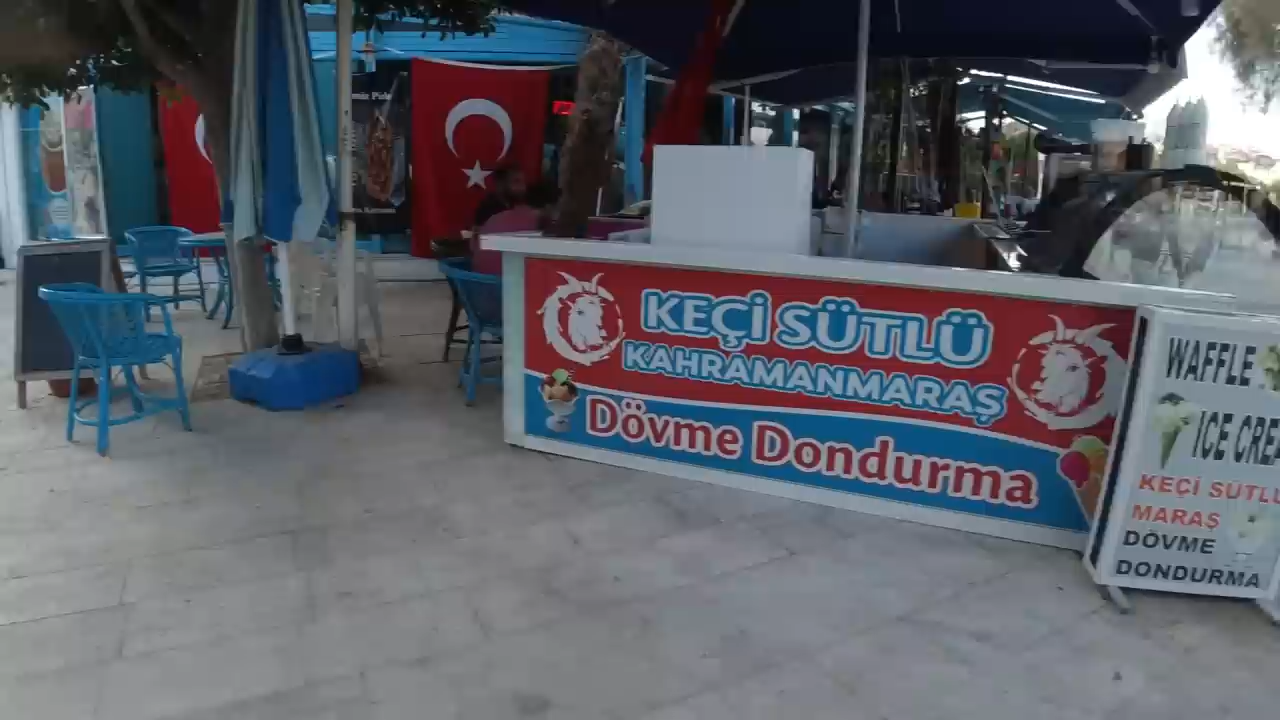 KEÇİ SÜTLÜ
KAHRAMANMARAŞ
Dövme Dondurma
WAFFLE
ICE CREA
KEÇİ SÜTLÜ
MARAŞ
DÖVME
DONDURMA